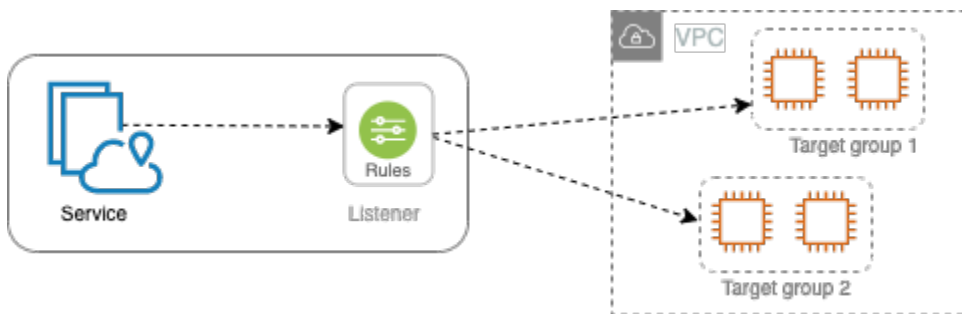 VPC
Target group 1
Rules
Service
Listener
Target group 2